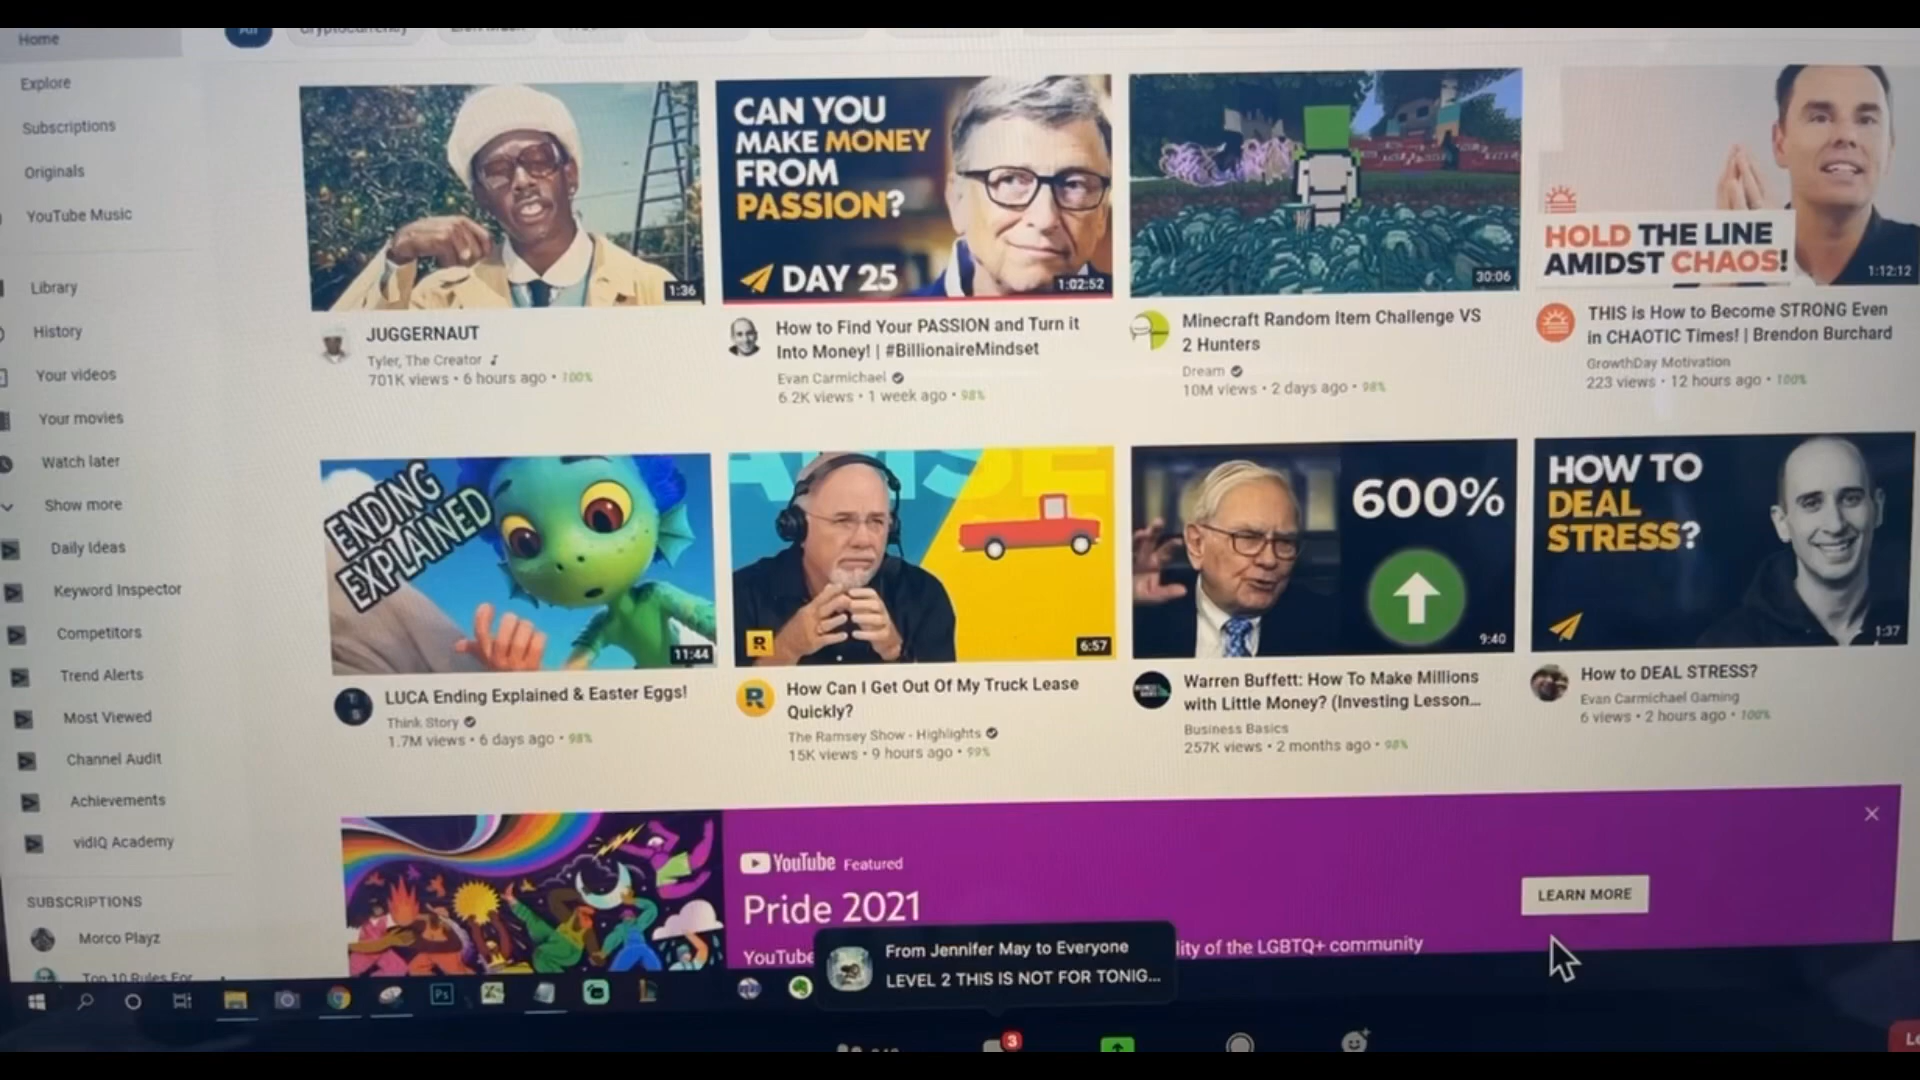 Home
All
Cryptocurrency
Explore
Subscriptions
Originals
YouTube Music
Library
History
Your videos
Your movies
Watch later
Show more
Daily Ideas
Keyword Inspector
Competitors
Trend Alerts
Most Viewed
Channel Audit
Achievements
vidIQ Academy
SUBSCRIPTIONS
Morco Playz
Top 10 Rules For
1:36
JUGGERNAUT
Tyler, The Creator
701K views • 6 hours ago • 100%
CAN YOU
MAKE MONEY
FROM
PASSION?
DAY 25
1:02:52
How to Find Your PASSION and Turn it
Into Money! | #BillionaireMindset
Evan Carmichael
6.2K views • 1 week ago • 98%
30:06
Minecraft Random Item Challenge VS
2 Hunters
Dream
10M views • 2 days ago • 98%
HOLD THE LINE
AMIDST CHAOS!
1:12:12
THIS is How to Become STRONG Even
in CHAOTIC Times! | Brendon Burchard
GrowthDay Motivation
223 views • 12 hours ago • 100%
ENDING
EXPLAINED
11:44
LUCA Ending Explained & Easter Eggs!
Think Story
1.7M views • 6 days ago • 98%
R
6:57
R
How Can I Get Out Of My Truck Lease
Quickly?
The Ramsey Show - Highlights
15K views • 9 hours ago • 99%
600%
9:40
Warren Buffett: How To Make Millions
with Little Money? (Investing Lesson...
Business Basics
257K views • 2 months ago • 98%
HOW TO
DEAL
STRESS?
1:37
How to DEAL STRESS?
Evan Carmichael Gaming
6 views • 2 hours ago • 100%
YouTube Featured
Pride 2021
YouTube
lity of the LGBTQ+ community
LEARN MORE
From Jennifer May to Everyone
LEVEL 2 THIS IS NOT FOR TONIG...
Ps
3
Le